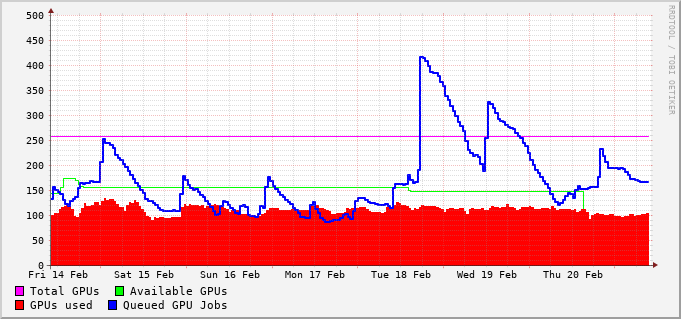 500
450
400
350
300
250
200
150
100
50
0
Fri 14 Feb Sat 15 Feb Sun 16 Feb Mon 17 Feb Tue 18 Feb Wed 19 Feb Thu 20 Feb
Total GPUs Available GPUs
GPUs used Queued GPU Jobs
RRDTOOL / TOBI OETIKER